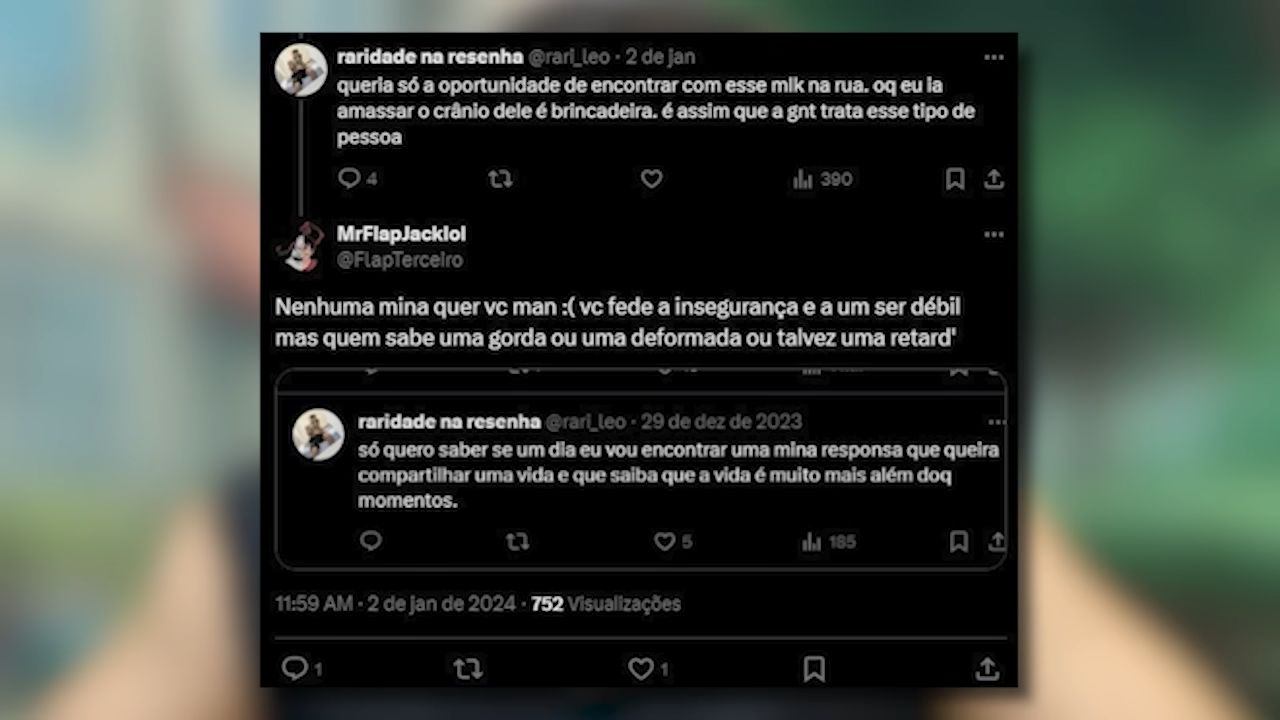 raridade na resenha @rari_leo · 2 de jan
queria só a oportunidade de encontrar com esse mlk na rua. oq eu ia
amassar o crânio dele é brincadeira. é assim que a gnt trata esse tipo de
pessoa
4 390
MrFlapJacklol
@FlapTerceiro
Nenhuma mina quer vc man :( vc fede a insegurança e a um ser débil
mas quem sabe uma gorda ou uma deformada ou talvez uma retard'
raridade na resenha @rari_leo · 29 de dez de 2023
só quero saber se um dia eu vou encontrar uma mina responsa que queira
compartilhar uma vida e que saiba que a vida é muito mais além doq
momentos.
5 185
11:59 AM · 2 de jan de 2024 · 752 Visualizações
1 1